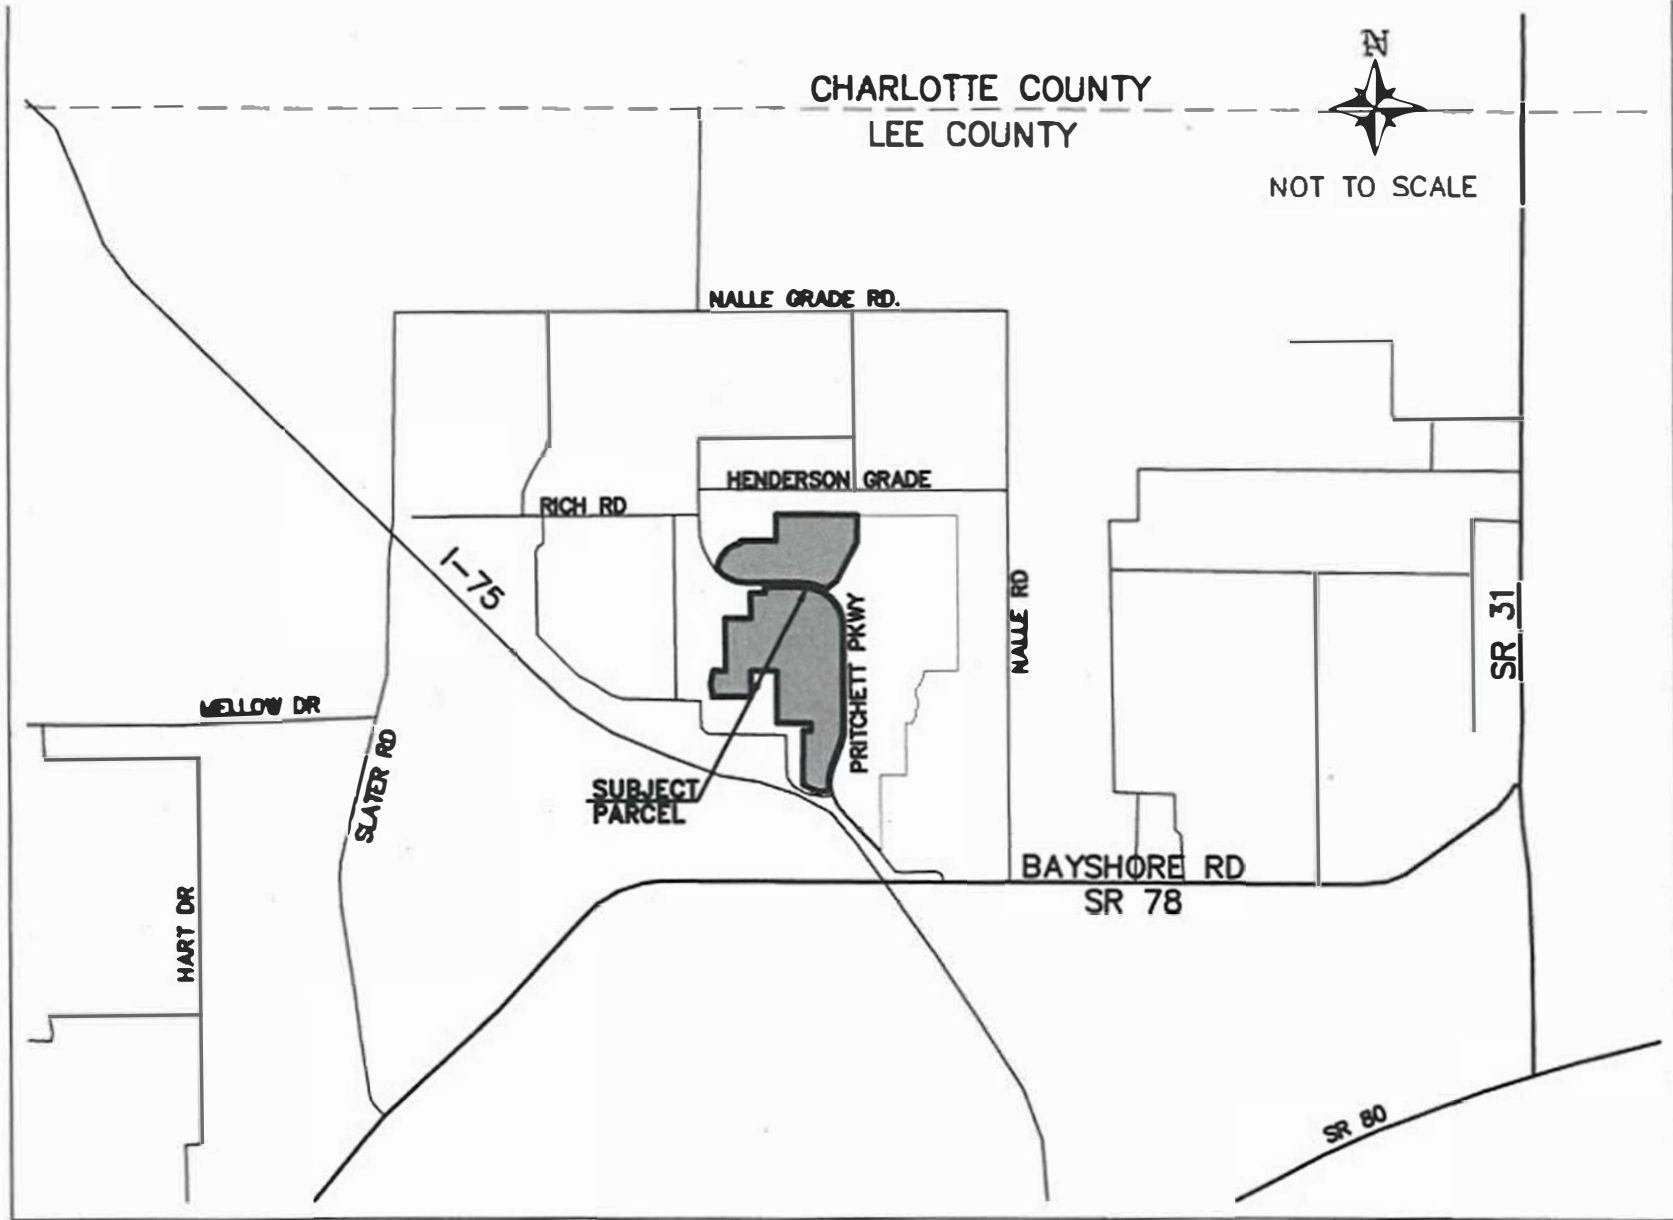 N
CHARLOTTE COUNTY
LEE COUNTY
NOT TO SCALE
NALLE GRADE RD.
HENDERSON GRADE
RICH RD
I-75
NALLE RD
PRITCHETT PKWY
SR 31
MELLOW DR
SLATER RD
SUBJECT
PARCEL
BAYSHORE RD
SR 78
HART DR
SR 80